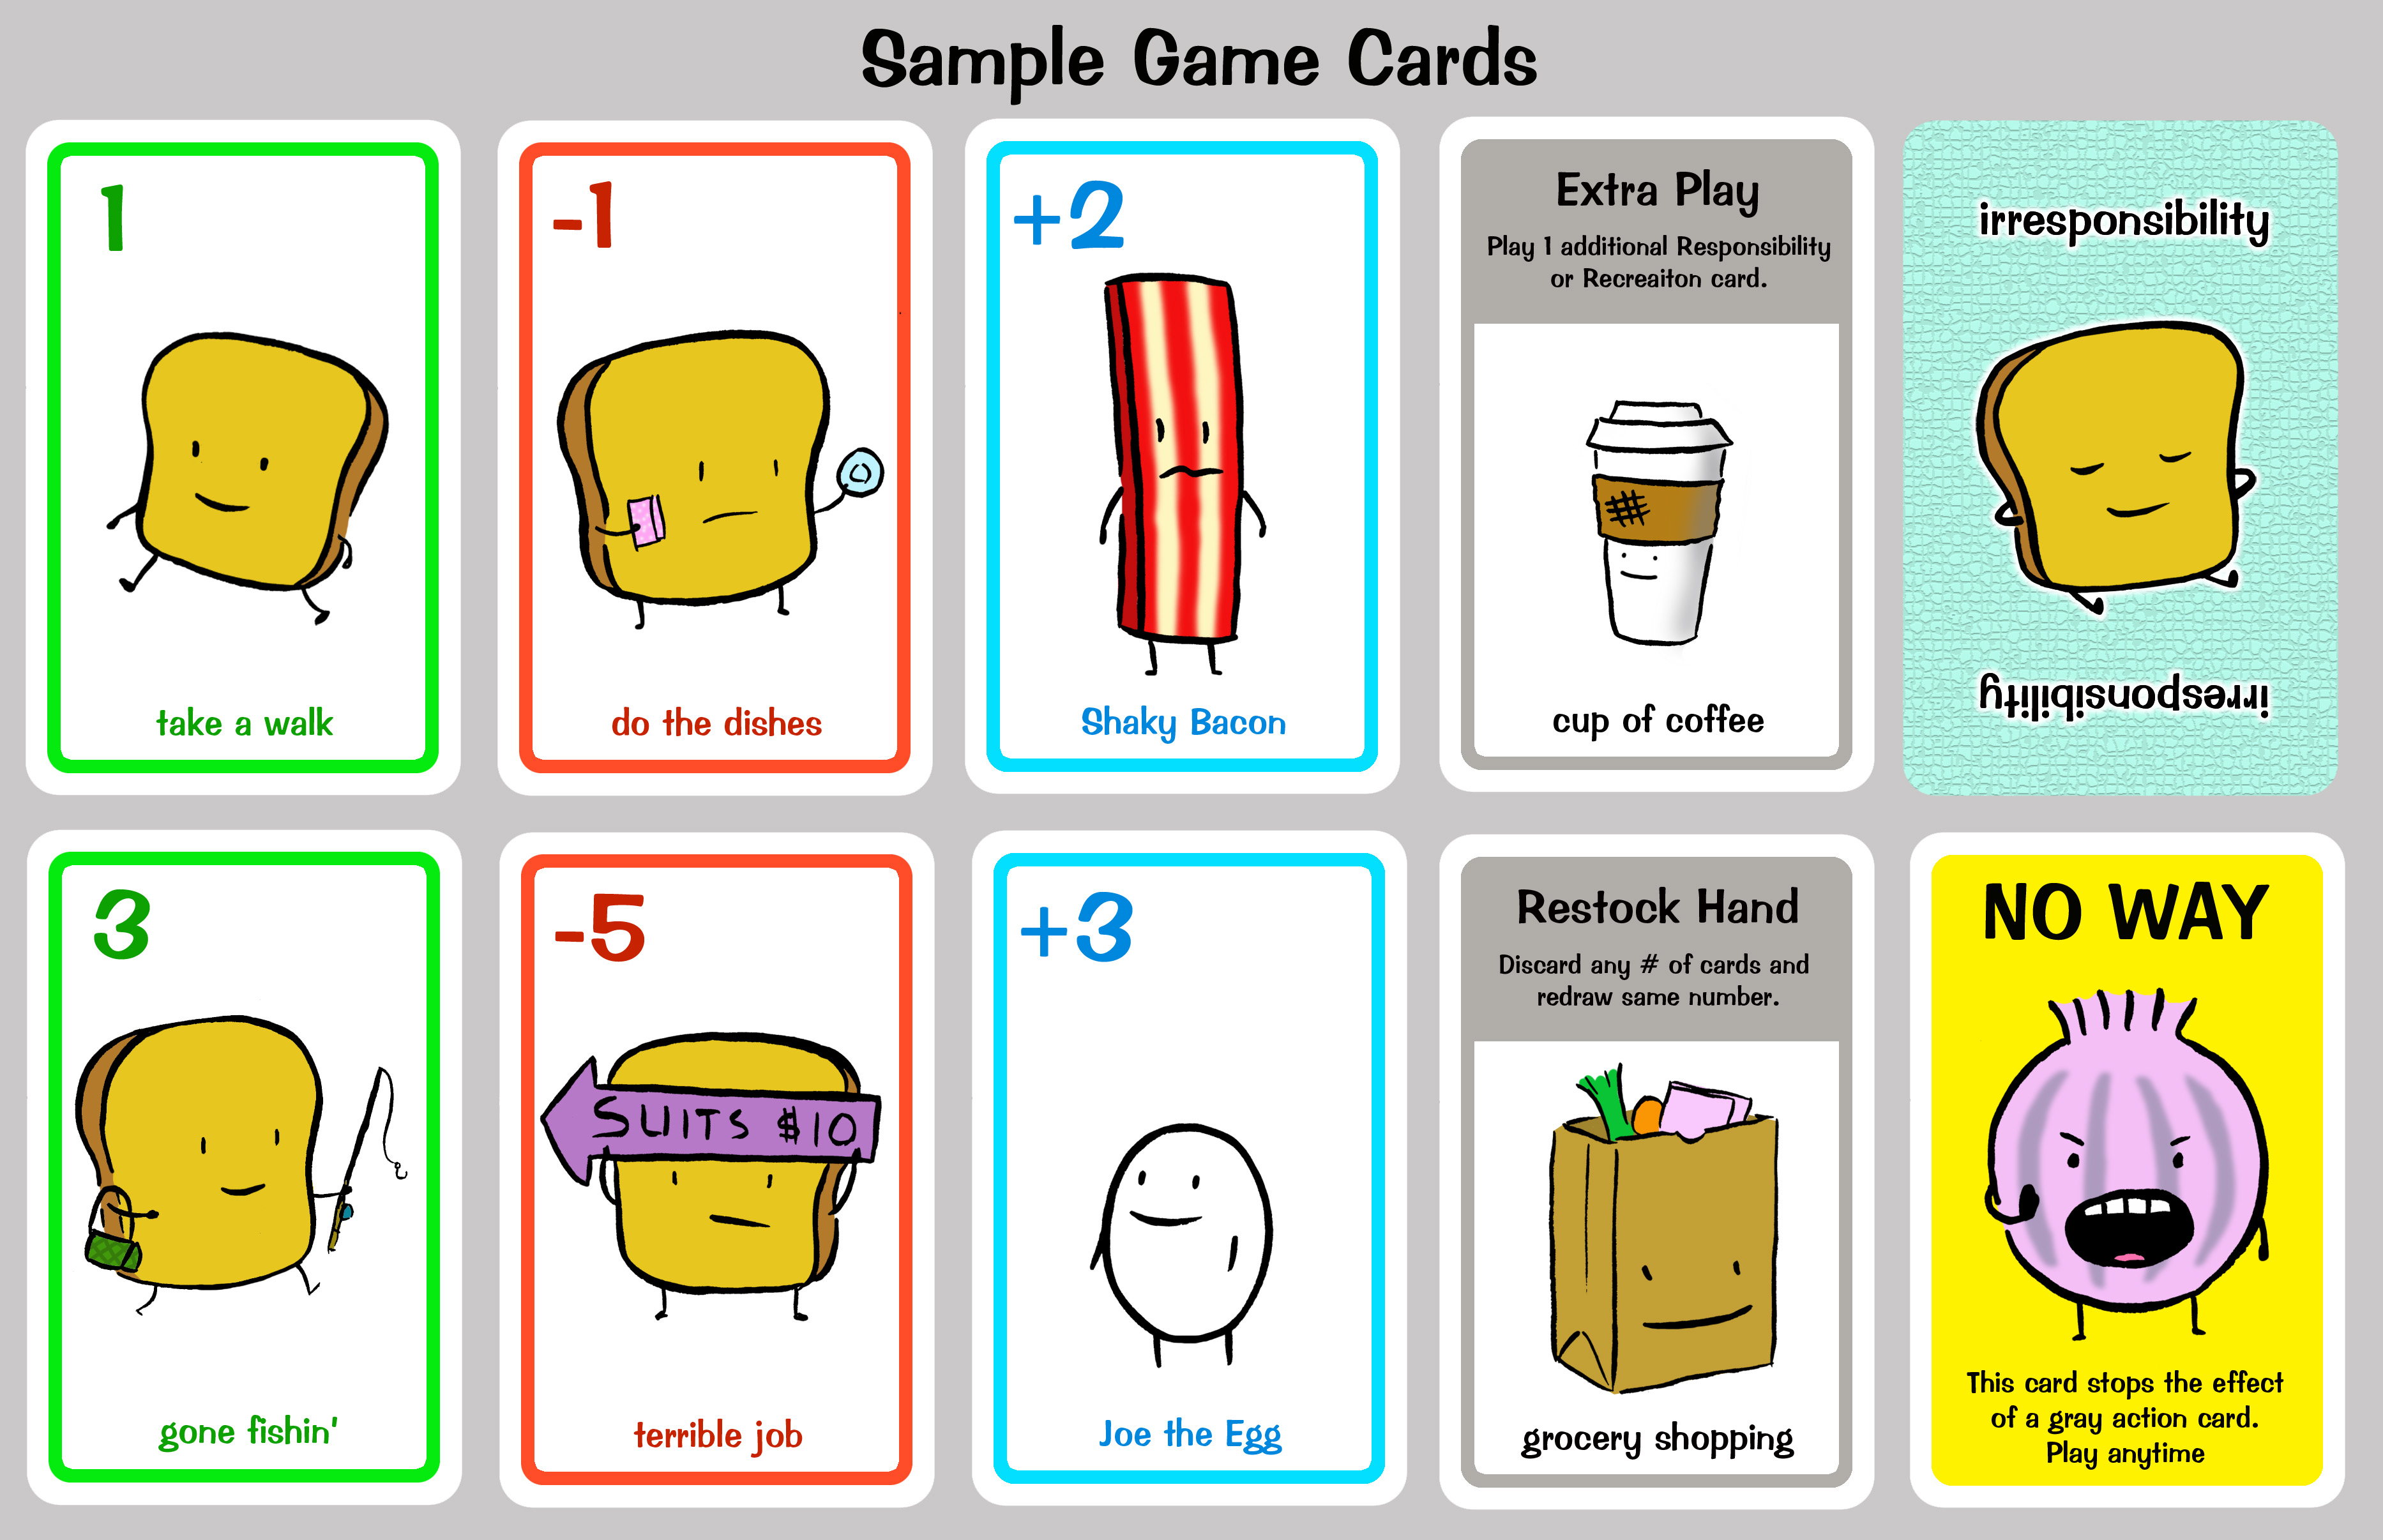 Sample Game Cards
1
take a walk
-1
do the dishes
+2
Shaky Bacon
Extra Play
Play 1 additional Responsibility
or Recreaiton card.
cup of coffee
irresponsibility
irresponsibility
3
gone fishin'
-5
SUITS $10
terrible job
+3
Joe the Egg
Restock Hand
Discard any # of cards and
redraw same number.
grocery shopping
NO WAY
This card stops the effect
of a gray action card.
Play anytime